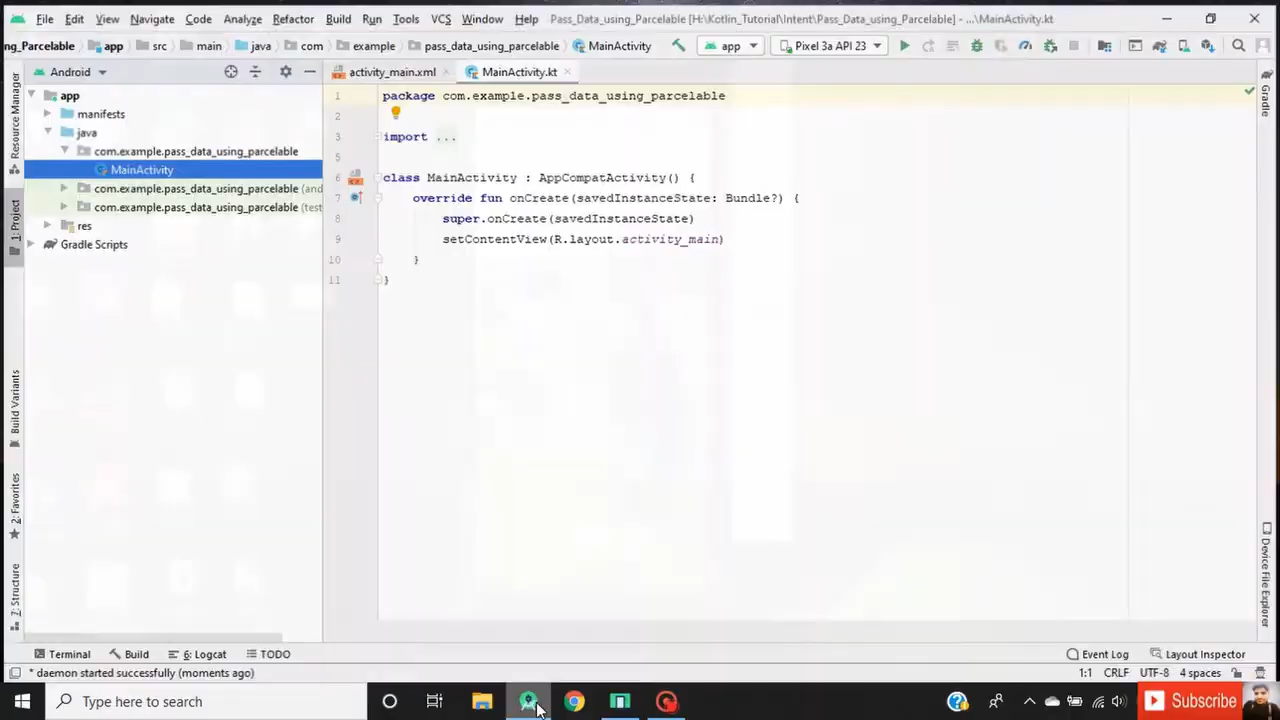 File Edit View Navigate Code Analyze Refactor Build Run Tools VCS Window Help Pass_Data_using_Parcelable [H:\Kotlin_Tutorial\Intent\Pass_Data_using_Parcelable] - ...\MainActivity.kt
ng_Parcelable app src main java com example pass_data_using_parcelable MainActivity app Pixel 3a API 23
Android activity_main.xml MainActivity.kt
app
manifests
java
com.example.pass_data_using_parcelable
MainActivity
com.example.pass_data_using_parcelable (and
com.example.pass_data_using_parcelable (test
res
Gradle Scripts
1 package com.example.pass_data_using_parcelable
2
3 import ...
5
6 class MainActivity : AppCompatActivity() {
7 override fun onCreate(savedInstanceState: Bundle?) {
8 super.onCreate(savedInstanceState)
9 setContentView(R.layout.activity_main)
10 }
11 }
Resource Manager
1: Project
Build Variants
2: Favorites
7: Structure
Gradle
Device File Explorer
Terminal Build 6: Logcat TODO Event Log Layout Inspector
* daemon started successfully (moments ago) 1:1 CRLF UTF-8 4 spaces
Type here to search
Subscribe